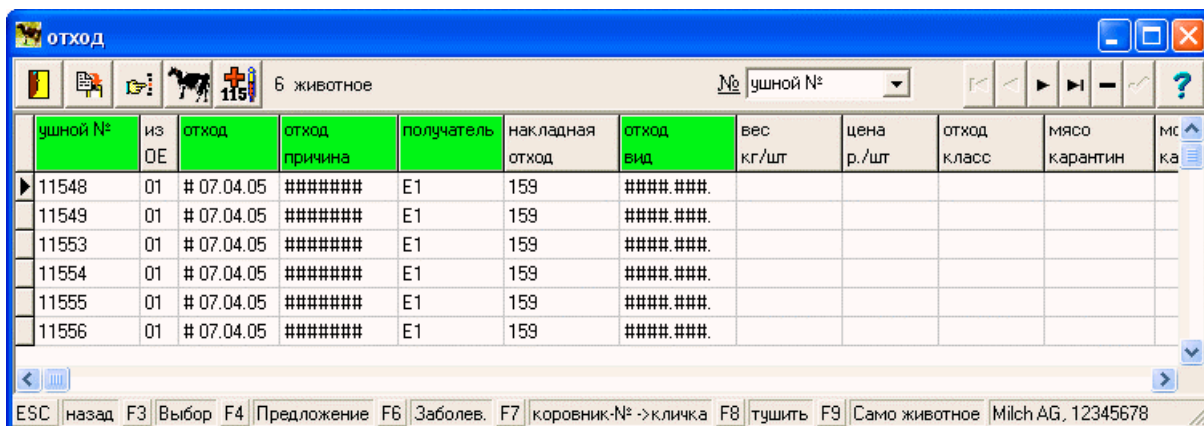 отход
115 6 животное № ушной № ?
ушной № из ОЕ отход отход причина получатель накладная отход отход вид вес кг/шт цена р./шт отход класс мясо карантин
11548 01 # 07.04.05 ####### E1 159 ####.###.
11549 01 # 07.04.05 ####### E1 159 ####.###.
11553 01 # 07.04.05 ####### E1 159 ####.###.
11554 01 # 07.04.05 ####### E1 159 ####.###.
11555 01 # 07.04.05 ####### E1 159 ####.###.
11556 01 # 07.04.05 ####### E1 159 ####.###.
ESC назад F3 Выбор F4 Предложение F6 Заболев. F7 коровник-№->кличка F8 тушить F9 Само животное Milch AG, 12345678